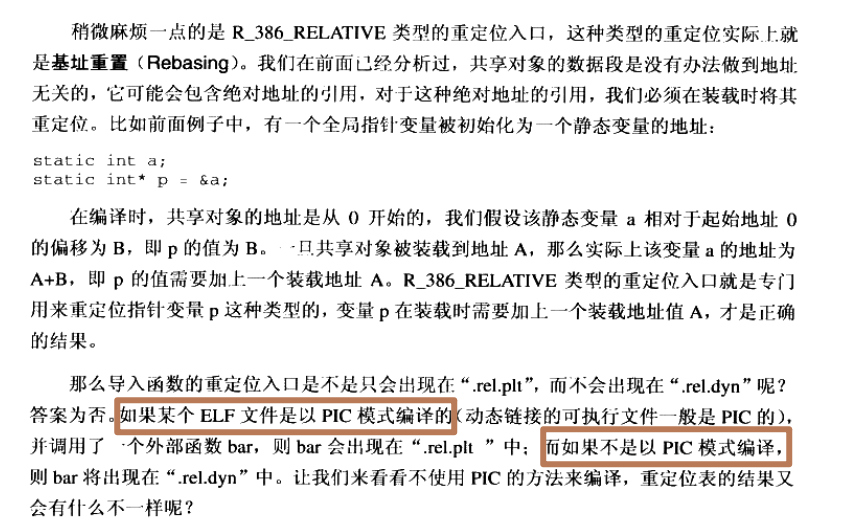 稍微麻烦一点的是 R_386_RELATIVE 类型的重定位入口，这种类型的重定位实际上就
是基址重置（Rebasing）。我们在前面已经分析过，共享对象的数据段是没有办法做到地址
无关的，它可能会包含绝对地址的引用，对于这种绝对地址的引用，我们必须在装载时将其
重定位。比如前面例子中，有一个全局指针变量被初始化为一个静态变量的地址：
static int a;
static int* p = &a;
在编译时，共享对象的地址是从 0 开始的，我们假设该静态变量 a 相对于起始地址 0
的偏移为 B，即 p 的值为 B。一旦共享对象被装载到地址 A，那么实际上该变量 a 的地址为
A+B，即 p 的值需要加上一个装载地址 A。R_386_RELATIVE 类型的重定位入口就是专门
用来重定位指针变量 p 这种类型的，变量 p 在装载时需要加上一个装载地址值 A，才是正确
的结果。
那么导入函数的重定位入口是不是只会出现在“.rel.plt”，而不会出现在“.rel.dyn”呢？
答案为否。如果某个 ELF 文件是以 PIC 模式编译的（动态链接的可执行文件一般是 PIC 的），
并调用了一个外部函数 bar，则 bar 会出现在“.rel.plt ”中；而如果不是以 PIC 模式编译，
则 bar 将出现在“.rel.dyn”中。让我们来看看不使用 PIC 的方法来编译，重定位表的结果又
会有什么不一样呢？